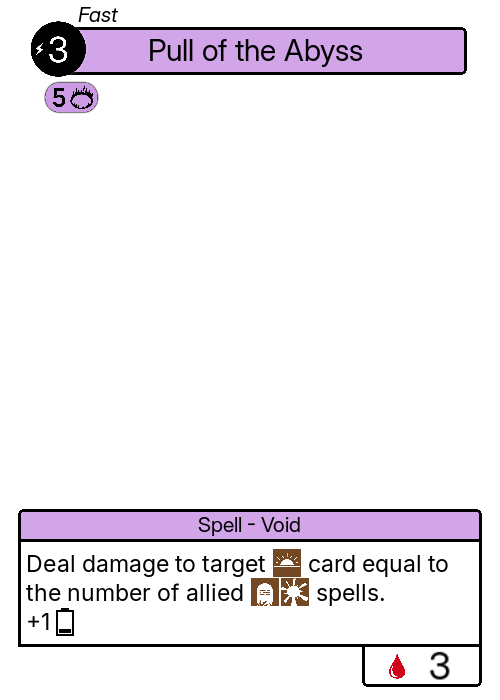 Fast
3 Pull of the Abyss
5
Spell - Void
Deal damage to target card equal to
the number of allied spells.
+1
3